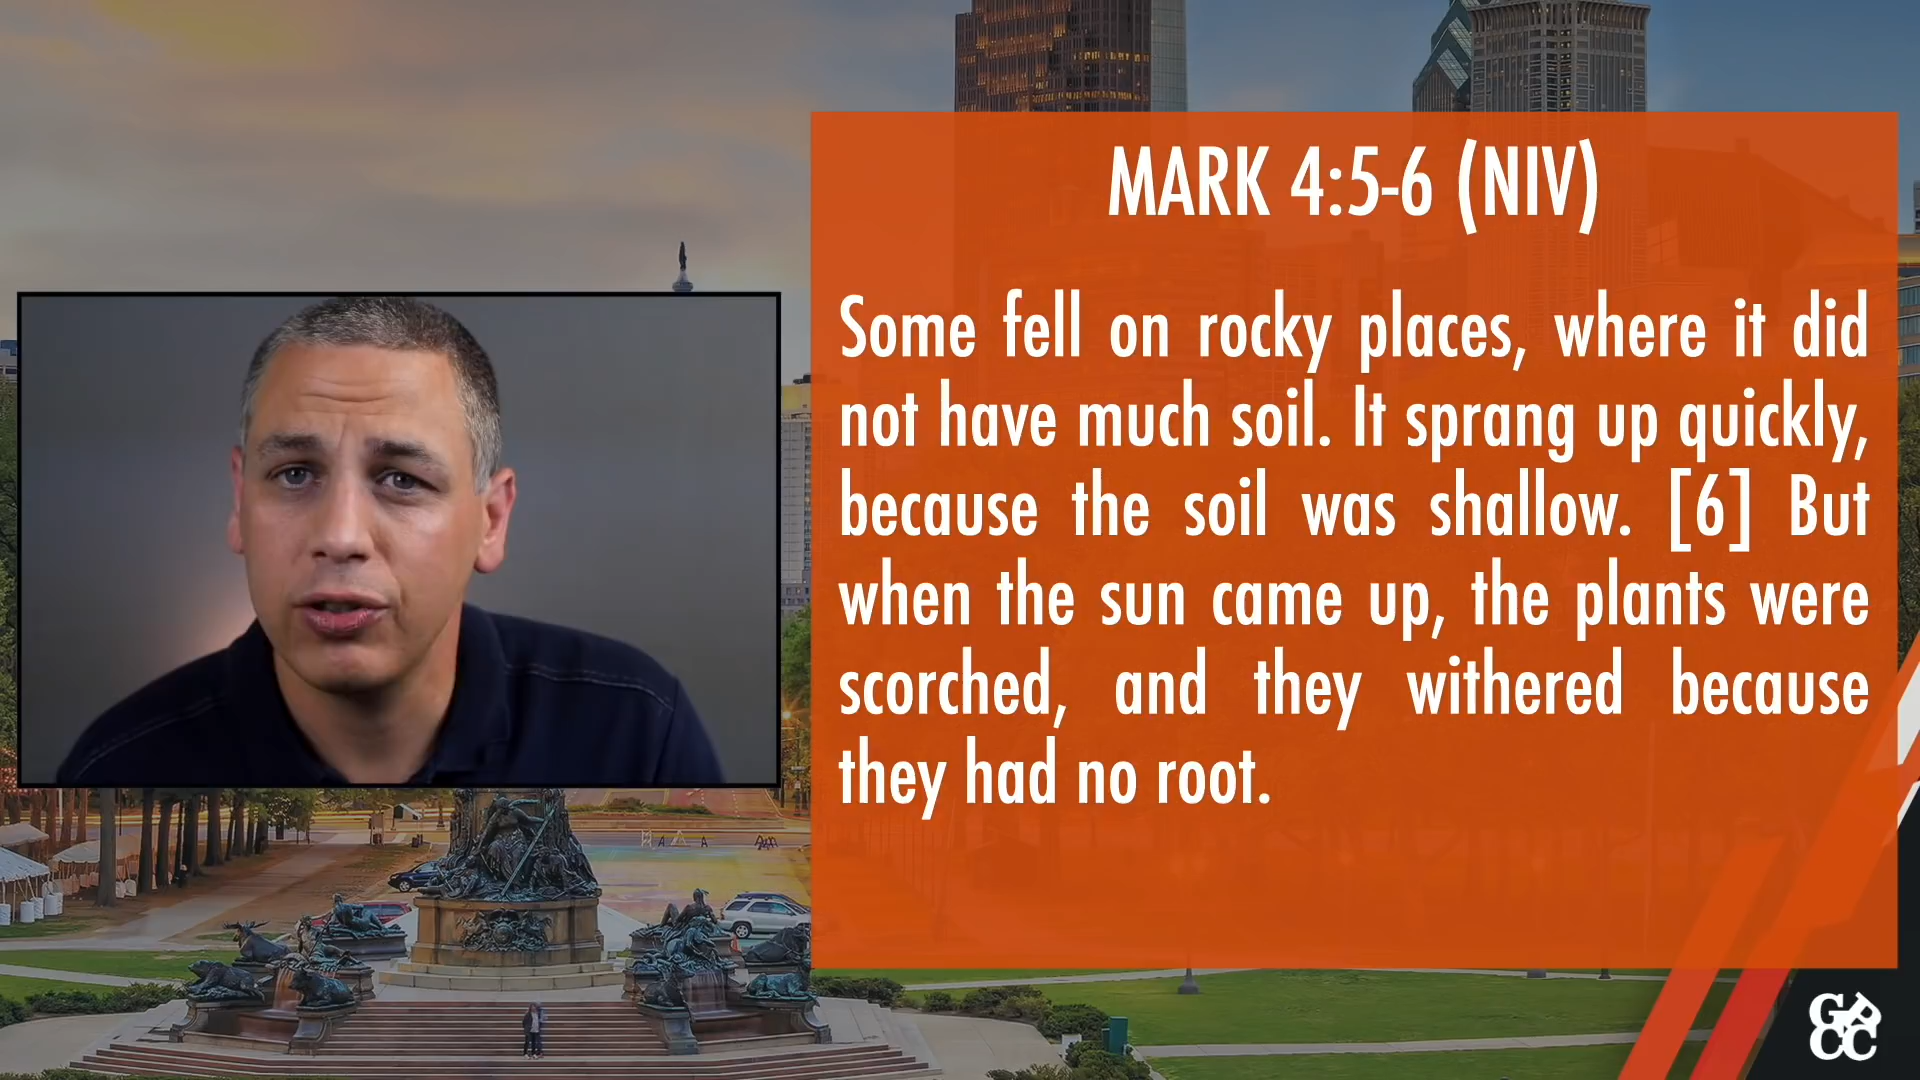 MARK 4:5-6 (NIV)
Some fell on rocky places, where it did
not have much soil. It sprang up quickly,
because the soil was shallow. [6] But
when the sun came up, the plants were
scorched, and they withered because
they had no root.